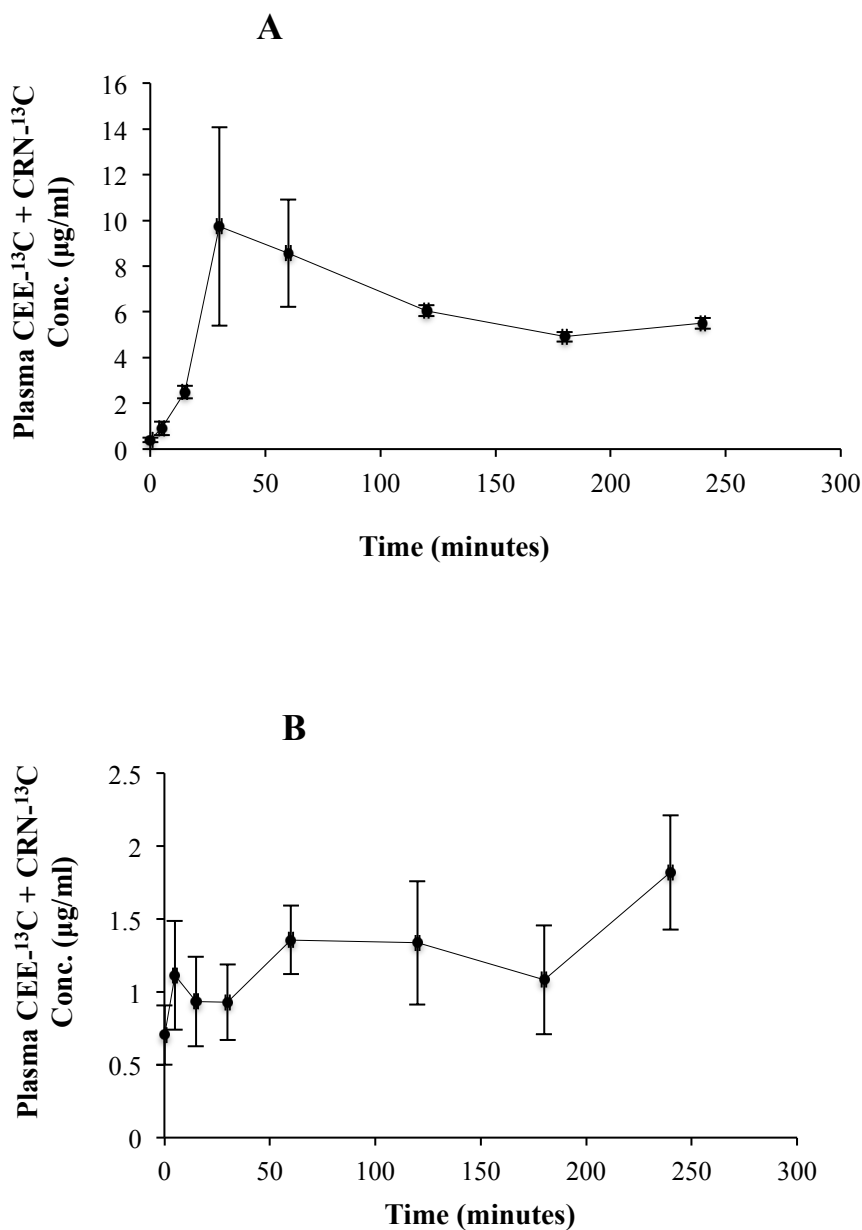 A
Plasma CEE-¹³C + CRN-¹³C
Conc. (µg/ml)
16
14
12
10
8
6
4
2
0
0 50 100 150 200 250 300
Time (minutes)
B
Plasma CEE-¹³C + CRN-¹³C
Conc. (µg/ml)
2.5
2
1.5
1
0.5
0
0 50 100 150 200 250 300
Time (minutes)